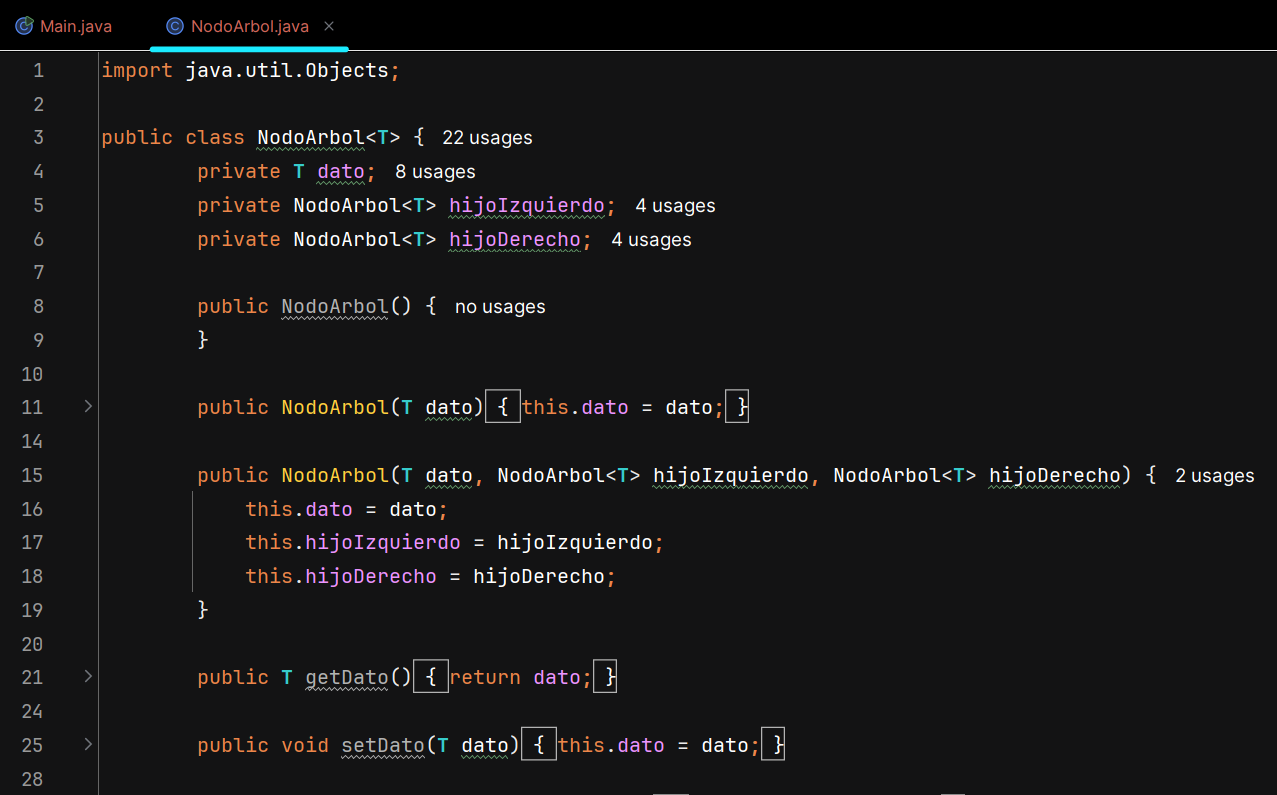 Main.java NodoArbol.java ×
1 import java.util.Objects;
2
3 public class NodoArbol<T> { 22 usages
4 private T dato; 8 usages
5 private NodoArbol<T> hijoIzquierdo; 4 usages
6 private NodoArbol<T> hijoDerecho; 4 usages
7
8 public NodoArbol() { no usages
9 }
10
11 public NodoArbol(T dato) { this.dato = dato; }
14
15 public NodoArbol(T dato, NodoArbol<T> hijoIzquierdo, NodoArbol<T> hijoDerecho) { 2 usages
16 this.dato = dato;
17 this.hijoIzquierdo = hijoIzquierdo;
18 this.hijoDerecho = hijoDerecho;
19 }
20
21 public T getDato() { return dato; }
24
25 public void setDato(T dato) { this.dato = dato; }
28